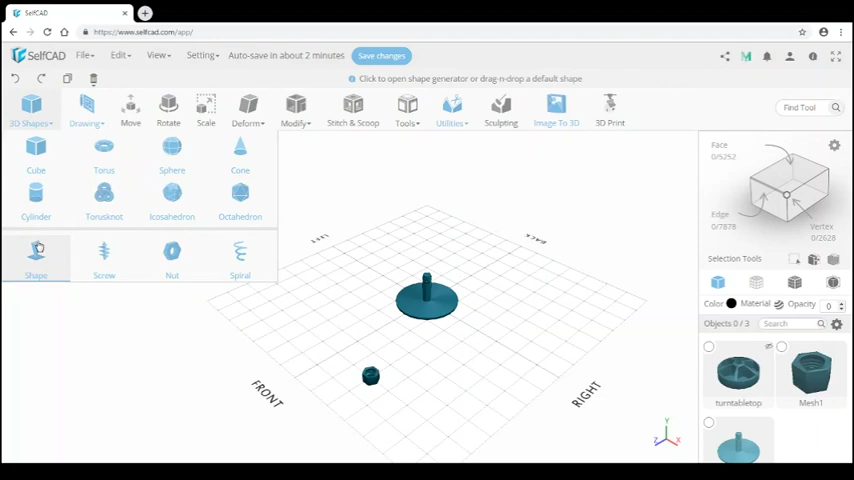 SelfCAD
https://www.selfcad.com/app/
SelfCAD File Edit View Setting Auto-save in about 2 minutes Save changes
Click to open shape generator or drag-n-drop a default shape
3D Shapes Drawing Move Rotate Scale Deform Modify Stitch & Scoop Tools Utilities Sculpting Image To 3D 3D Print Find Tool
Cube Torus Sphere Cone
Cylinder Torusknot Icosahedron Octahedron
Shape Screw Nut Spiral
LEFT BACK
FRONT RIGHT
Y
Z X
Face
0/5252
Edge
0/7878
Vertex
0/2628
Selection Tools
Color Material Opacity 0
Objects 0 / 3 Search
turntabletop Mesh1